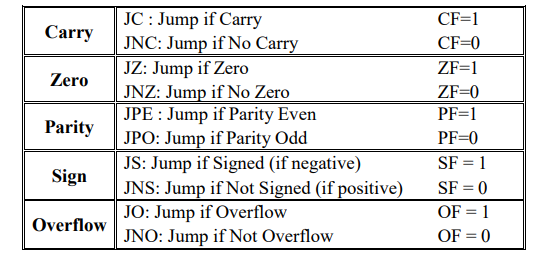 Carry
JC : Jump if Carry CF=1
JNC: Jump if No Carry CF=0
Zero
JZ: Jump if Zero ZF=1
JNZ: Jump if No Zero ZF=0
Parity
JPE : Jump if Parity Even PF=1
JPO: Jump if Parity Odd PF=0
Sign
JS: Jump if Signed (if negative) SF = 1
JNS: Jump if Not Signed (if positive) SF = 0
Overflow
JO: Jump if Overflow OF = 1
JNO: Jump if Not Overflow OF = 0